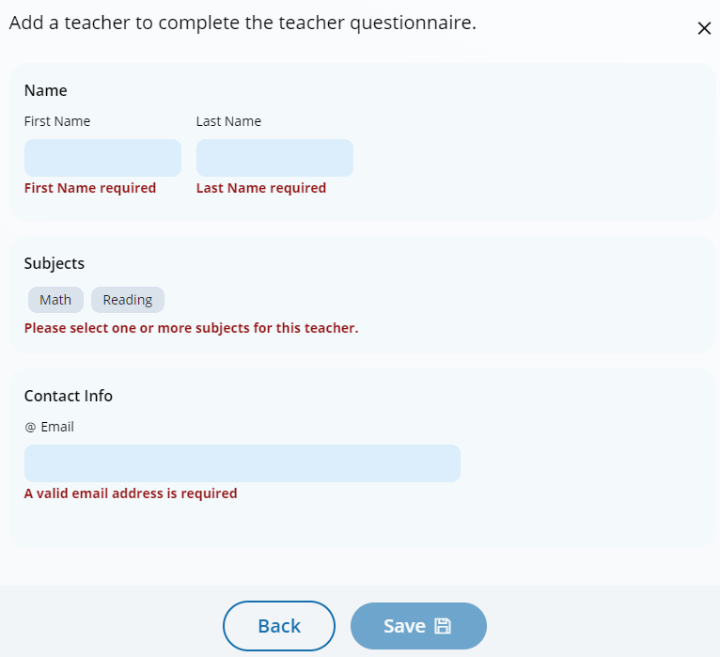 Add a teacher to complete the teacher questionnaire.
Name
First Name Last Name
First Name required Last Name required
Subjects
Math Reading
Please select one or more subjects for this teacher.
Contact Info
@ Email
A valid email address is required
Back Save